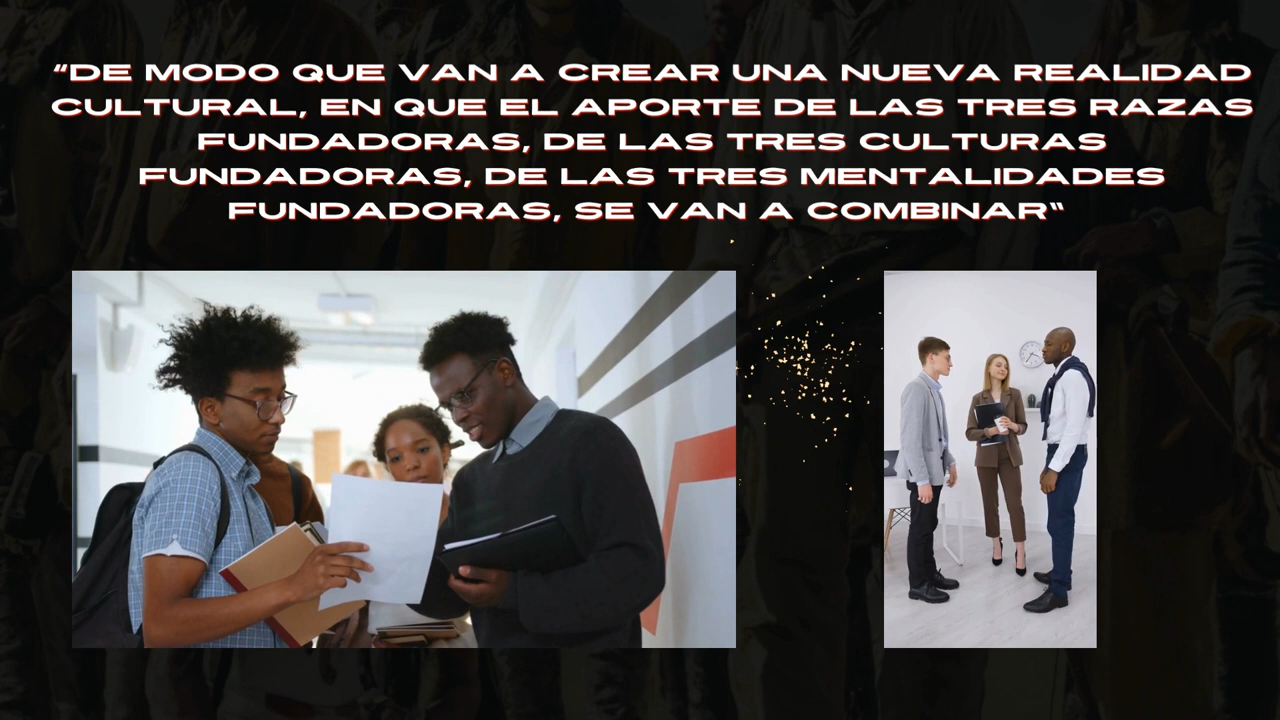 “DE MODO QUE VAN A CREAR UNA NUEVA REALIDAD
CULTURAL, EN QUE EL APORTE DE LAS TRES RAZAS
FUNDADORAS, DE LAS TRES CULTURAS
FUNDADORAS, DE LAS TRES MENTALIDADES
FUNDADORAS, SE VAN A COMBINAR“